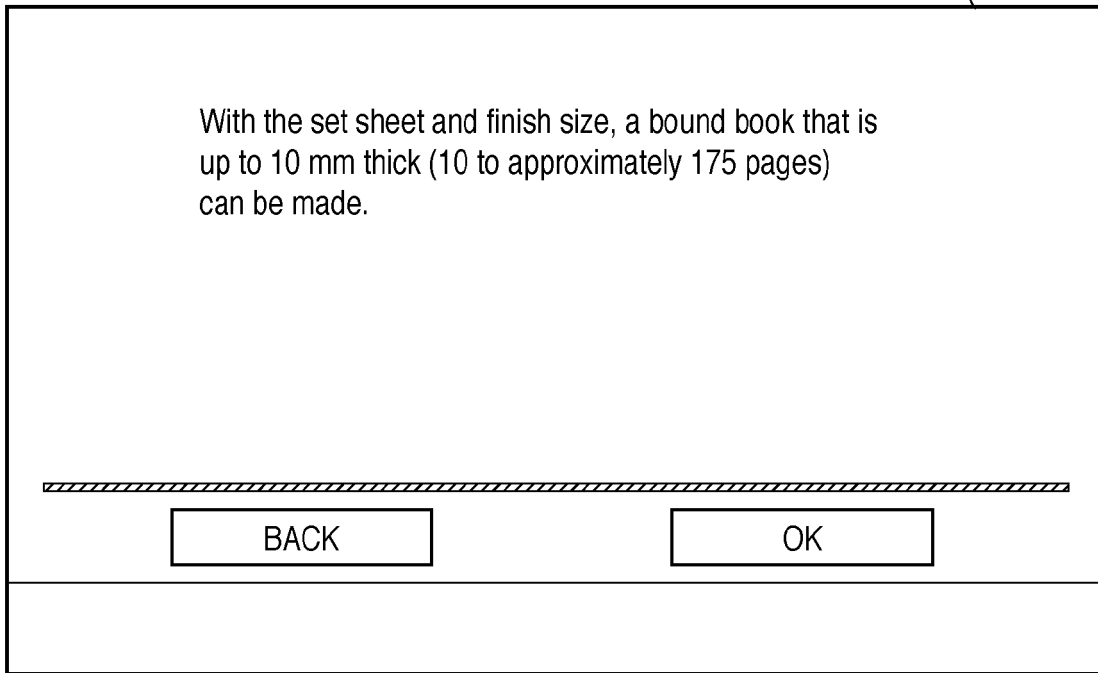 With the set sheet and finish size, a bound book that is
up to 10 mm thick (10 to approximately 175 pages)
can be made.
BACK
OK